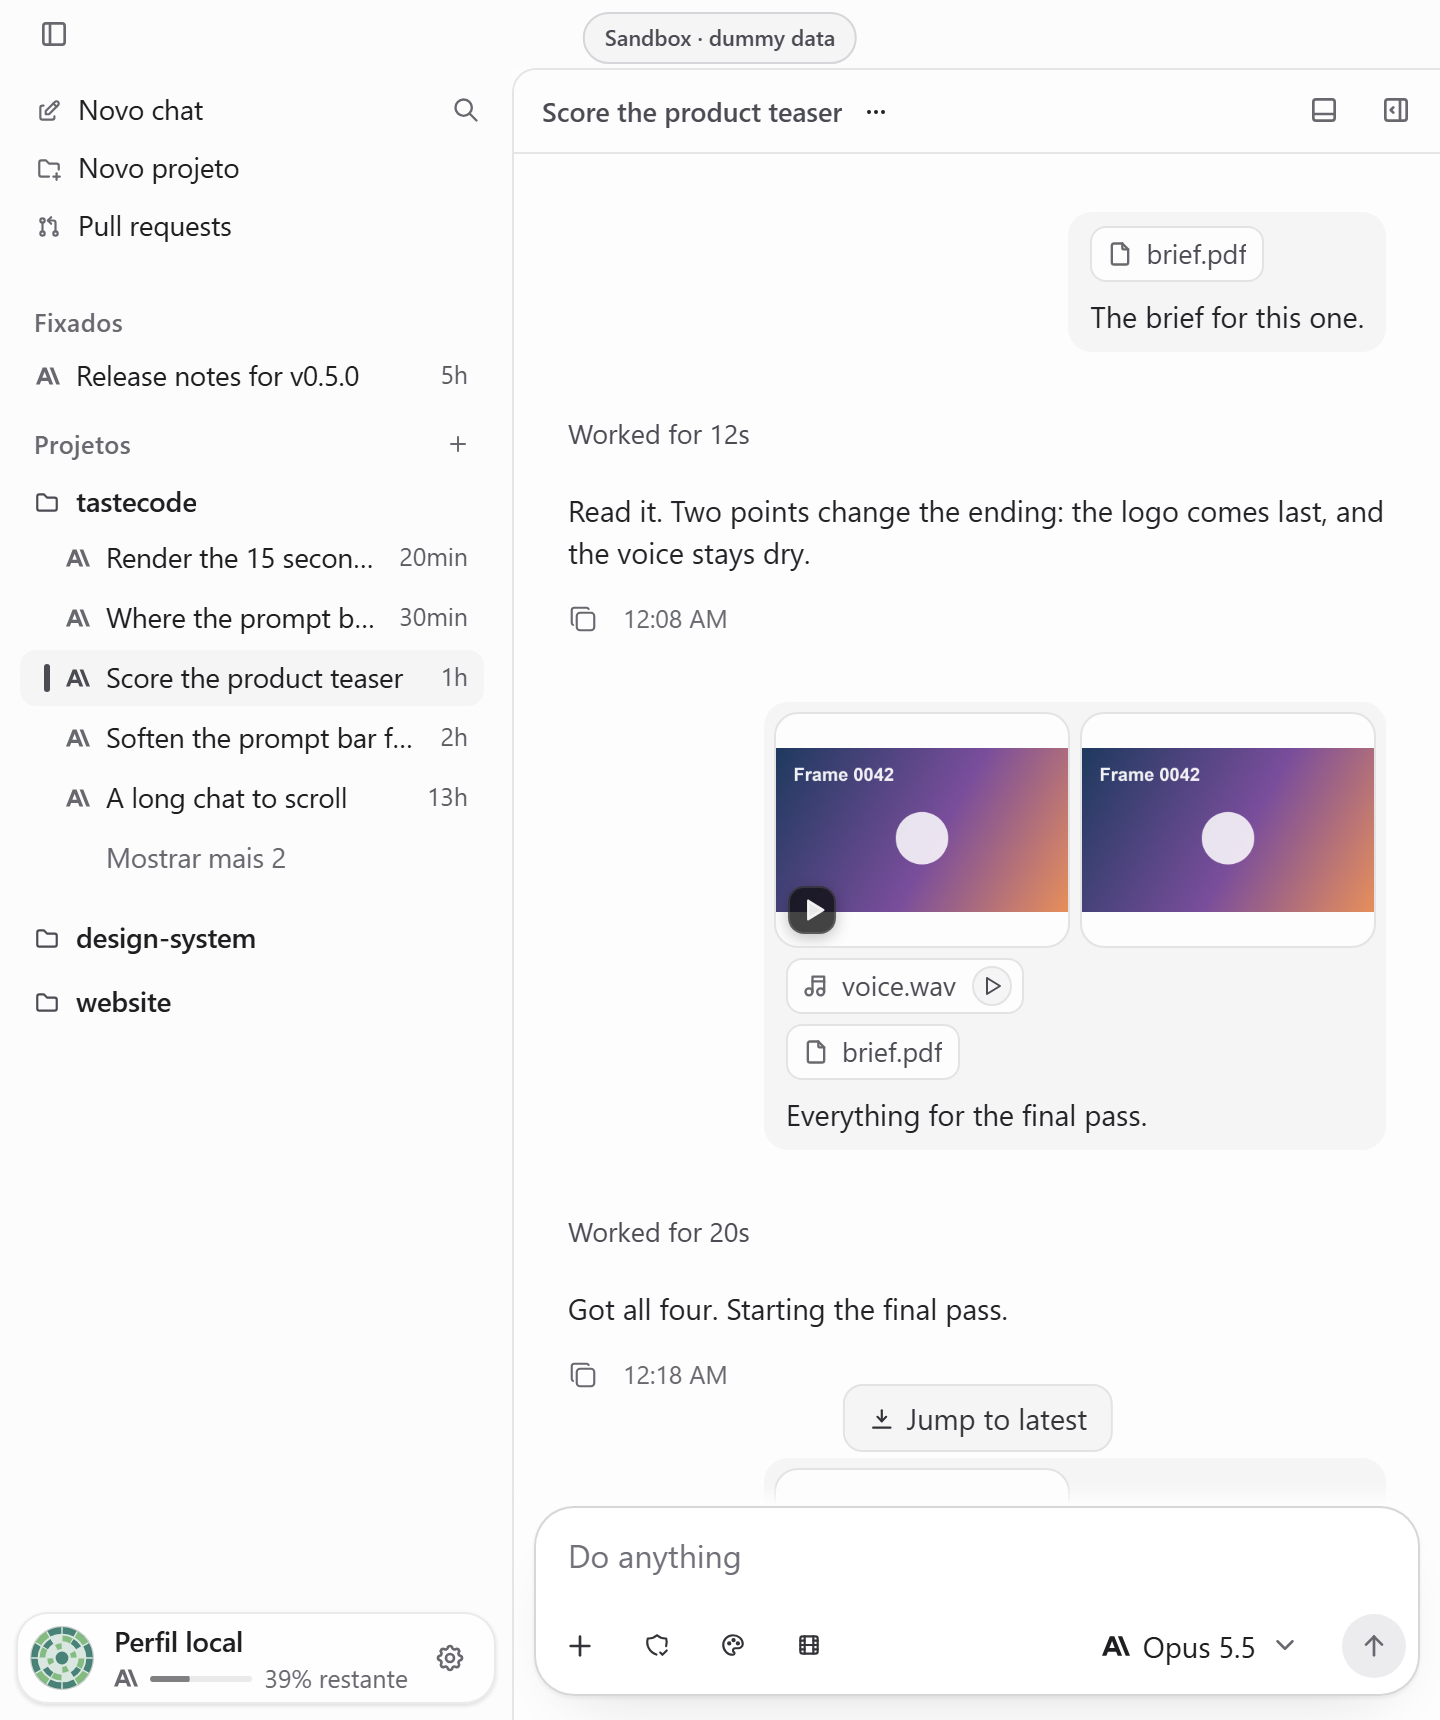 Sandbox · dummy data
Novo chat
Novo projeto
Pull requests
Fixados
Release notes for v0.5.0 5h
Projetos
tastecode
Render the 15 secon... 20min
Where the prompt b... 30min
Score the product teaser 1h
Soften the prompt bar f... 2h
A long chat to scroll 13h
Mostrar mais 2
design-system
website
Perfil local
39% restante
Score the product teaser
brief.pdf
The brief for this one.
Worked for 12s
Read it. Two points change the ending: the logo comes last, and
the voice stays dry.
12:08 AM
Frame 0042
Frame 0042
voice.wav
brief.pdf
Everything for the final pass.
Worked for 20s
Got all four. Starting the final pass.
12:18 AM
Jump to latest
Do anything
Opus 5.5